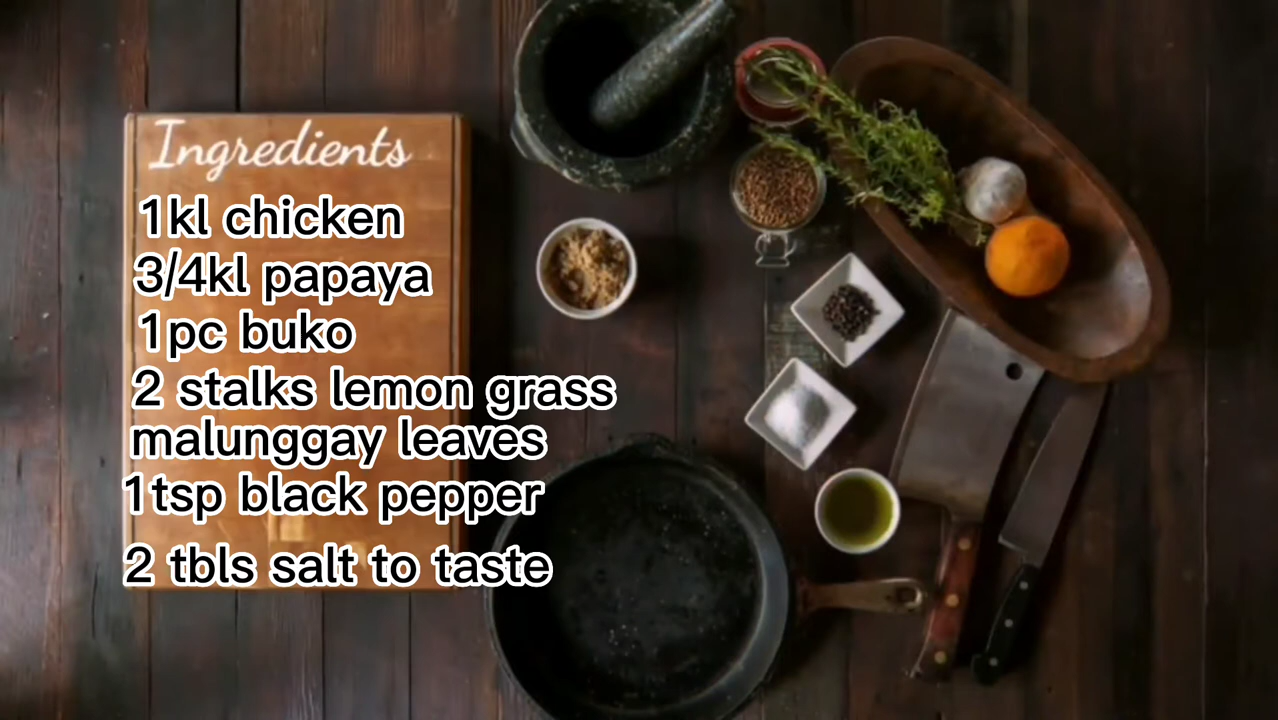 Ingredients
1kl chicken
3/4kl papaya
1pc buko
2 stalks lemon grass
malunggay leaves
1tsp black pepper
2 tbls salt to taste